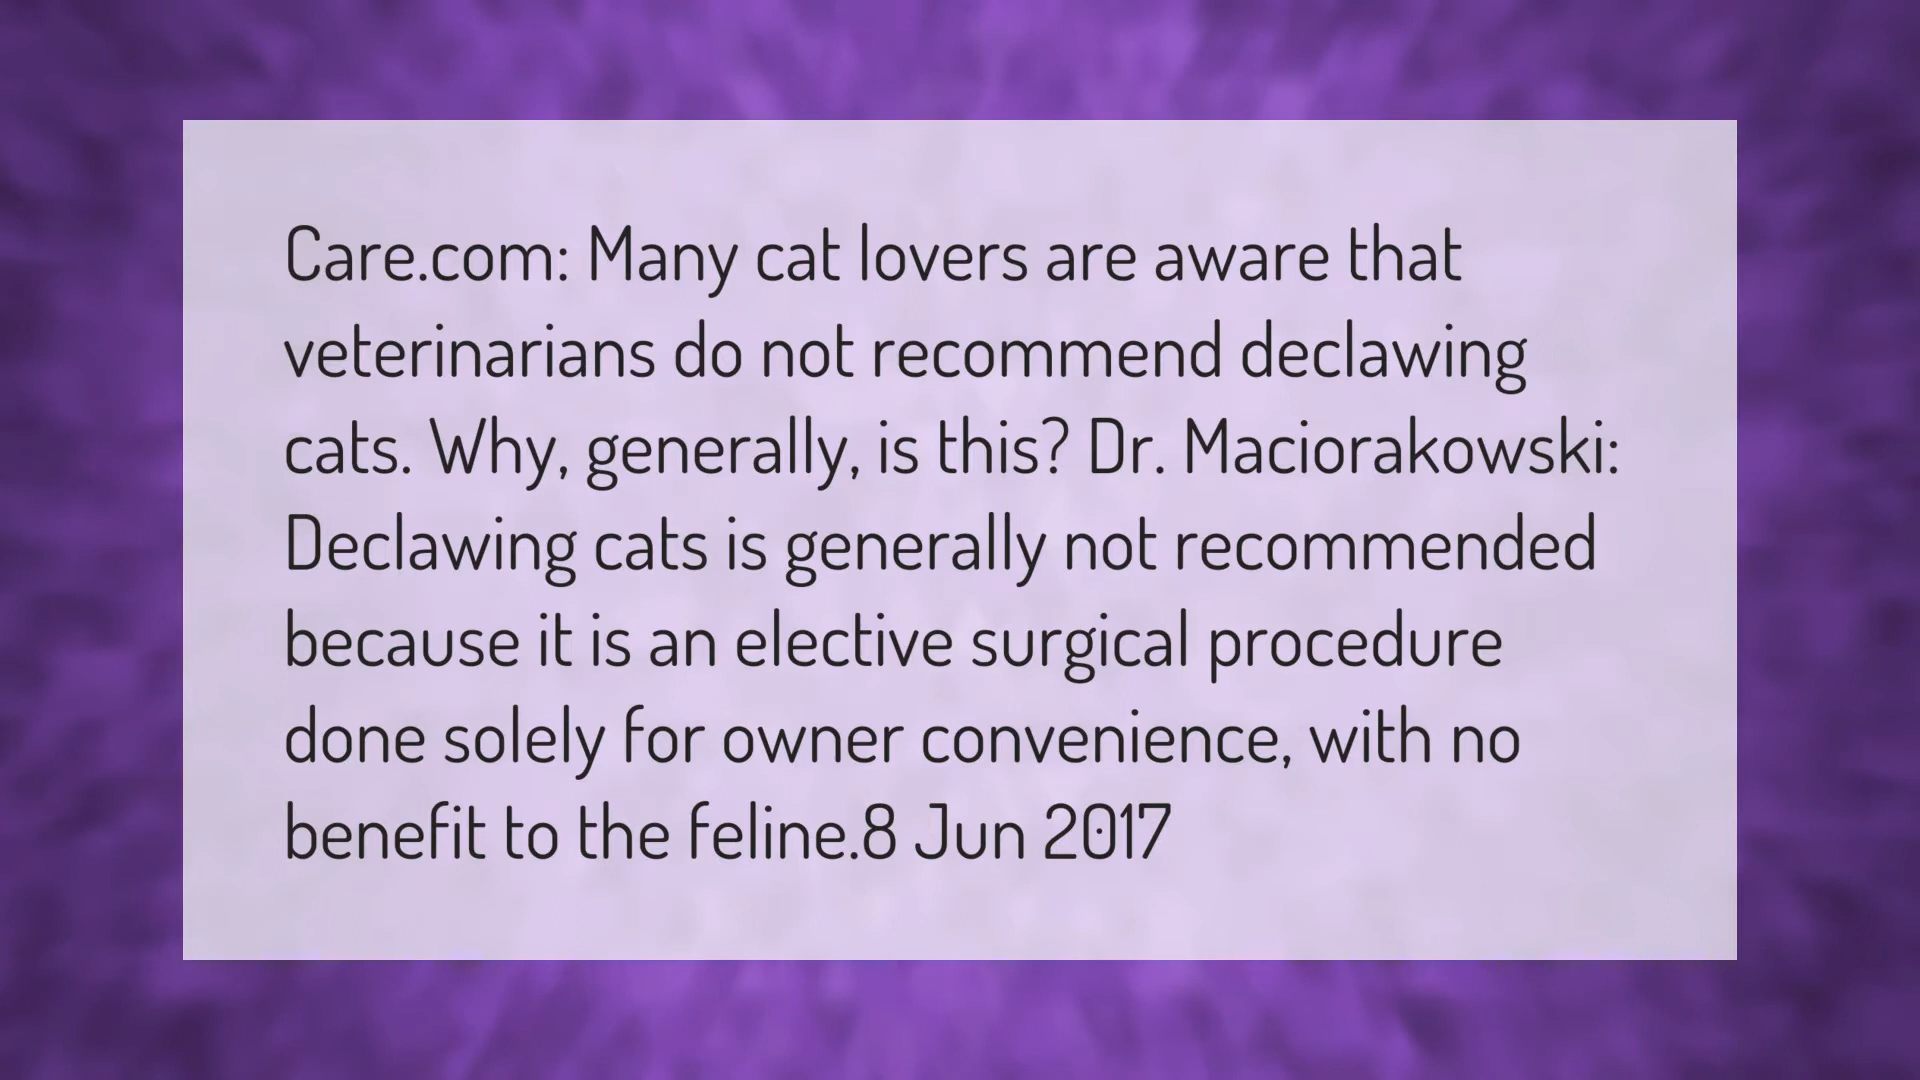 Care.com: Many cat lovers are aware that
veterinarians do not recommend declawing
cats. Why, generally, is this? Dr. Maciorakowski:
Declawing cats is generally not recommended
because it is an elective surgical procedure
done solely for owner convenience, with no
benefit to the feline.8 Jun 2017